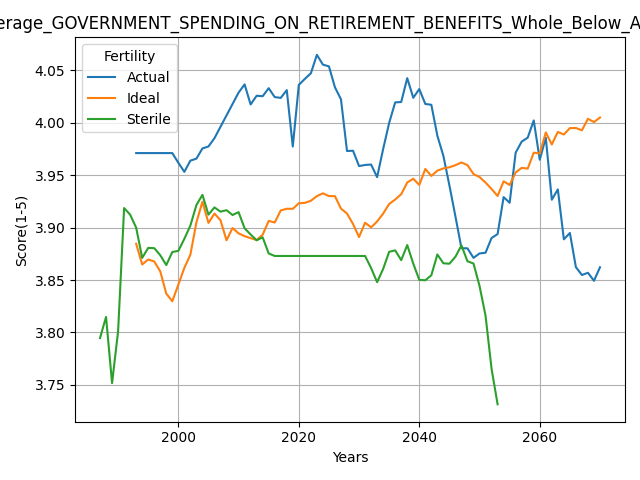 erage_GOVERNMENT_SPENDING_ON_RETIREMENT_BENEFITS_Whole_Below_A
Fertility
Actual
Ideal
Sterile
4.05
4.00
3.95
3.90
3.85
3.80
3.75
Score(1-5)
2000 2020 2040 2060
Years